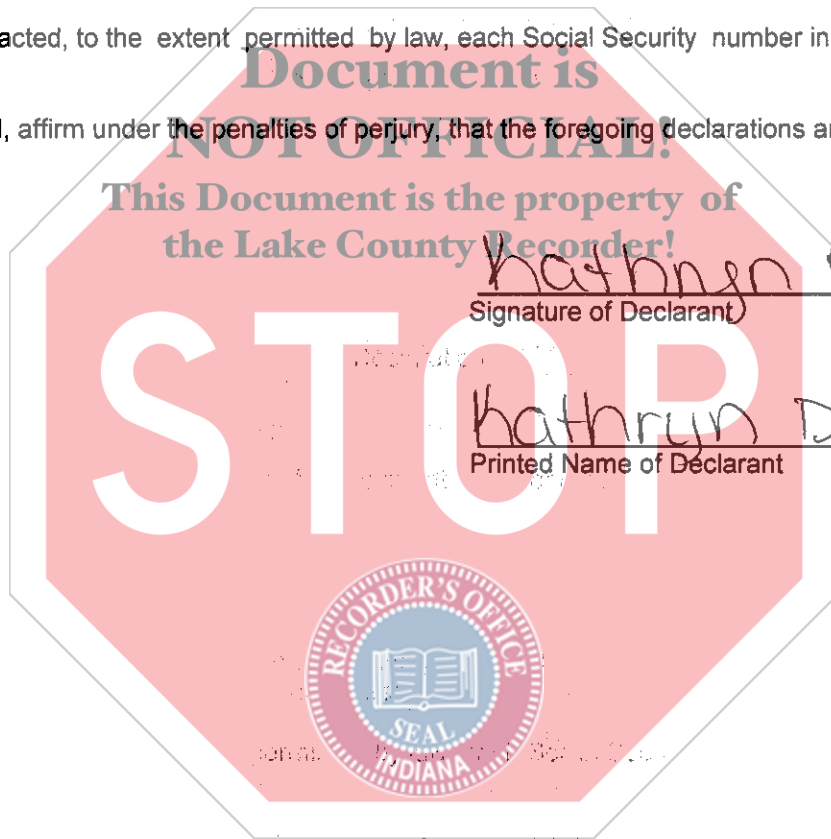 acted, to the extent permitted by law, each Social Security number in
Document is
I, affirm under the penalties of perjury, that the foregoing declarations
NOT OFFICIAL!
This Document is the property of
the Lake County Recorder!
Kathryn
Signature of Declarant
Kathryn D
Printed Name of Declarant
STOP
RECORDER'S OFFICE
SEAL
INDIANA